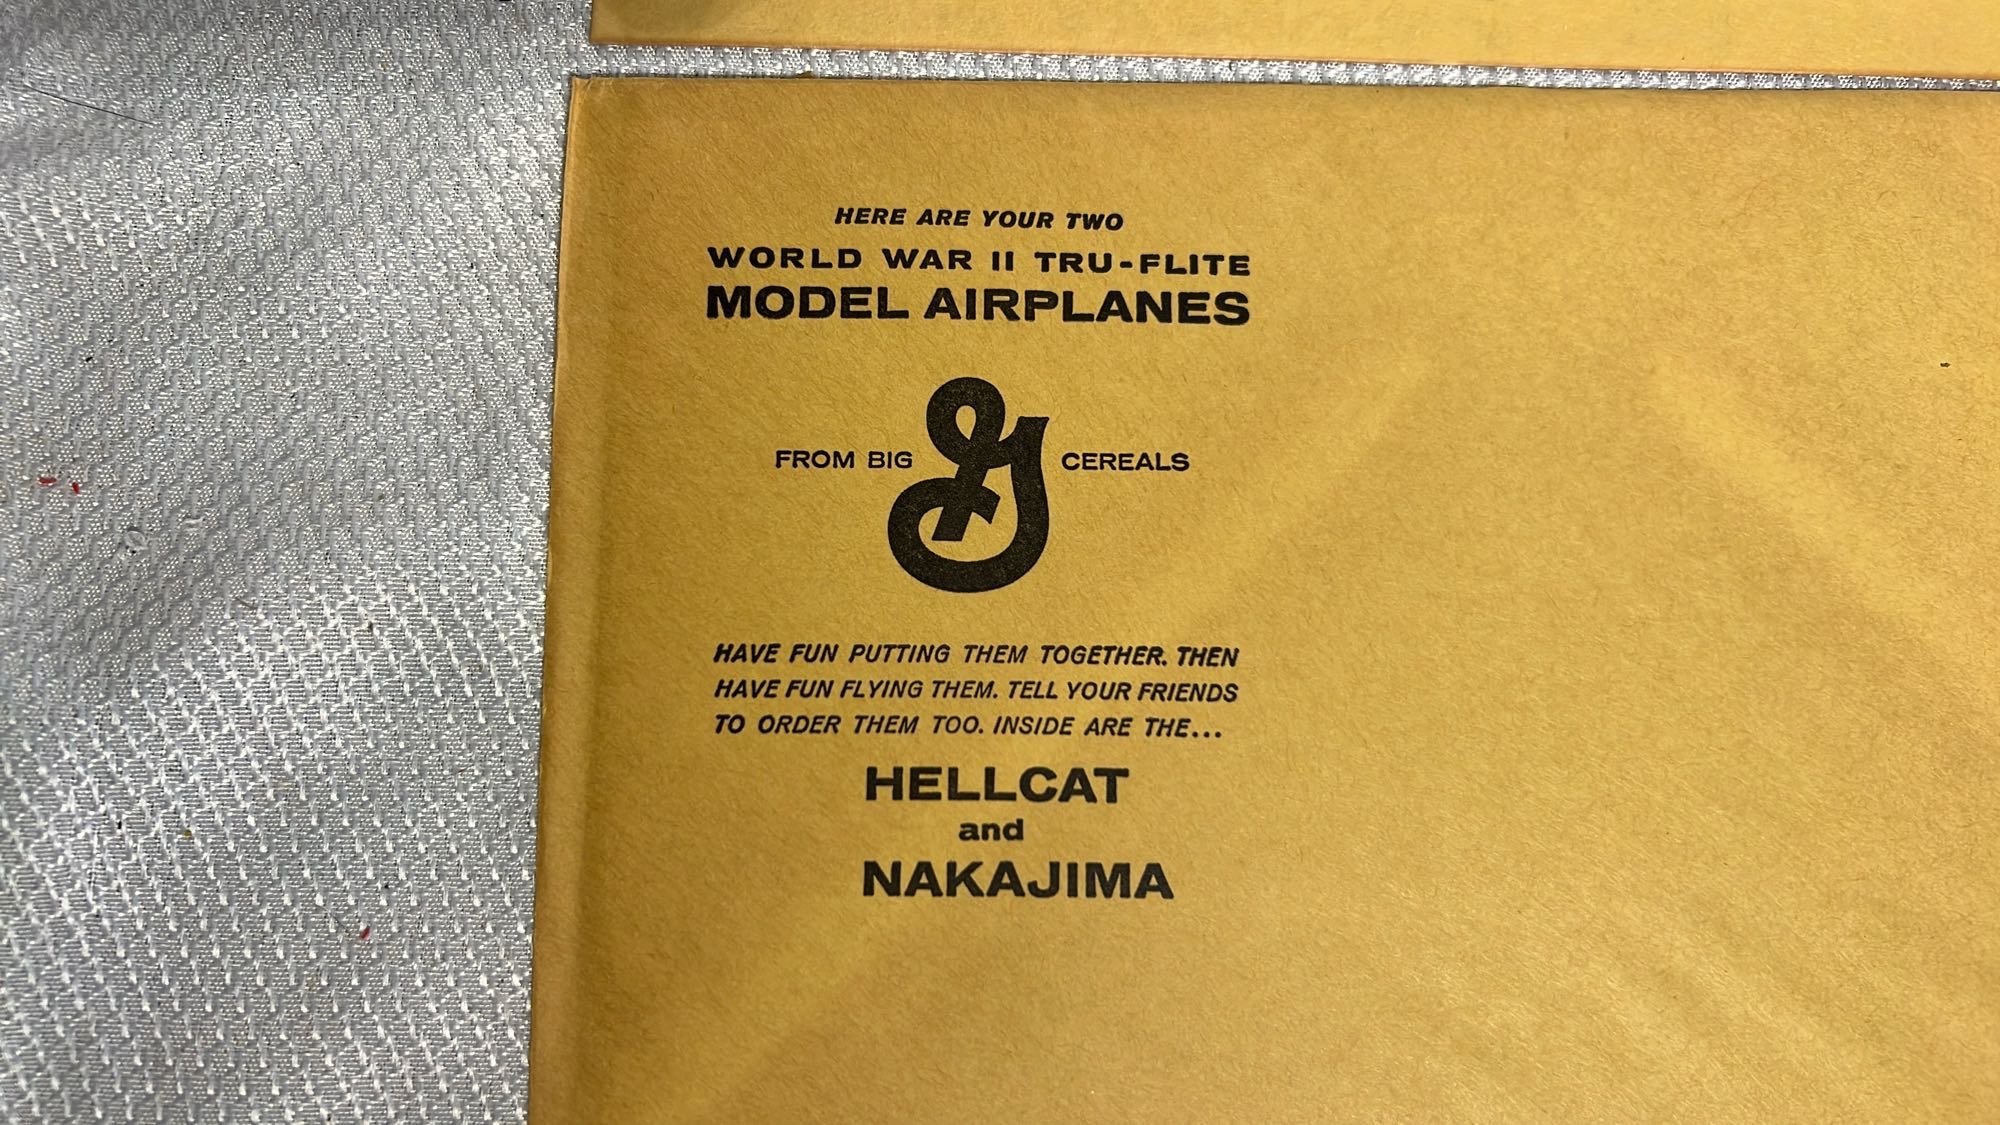 HERE ARE YOUR TWO
WORLD WAR II TRU-FLITE
MODEL AIRPLANES
FROM BIG G CEREALS
HAVE FUN PUTTING THEM TOGETHER. THEN
HAVE FUN FLYING THEM. TELL YOUR FRIENDS
TO ORDER THEM TOO. INSIDE ARE THE...
HELLCAT
and
NAKAJIMA